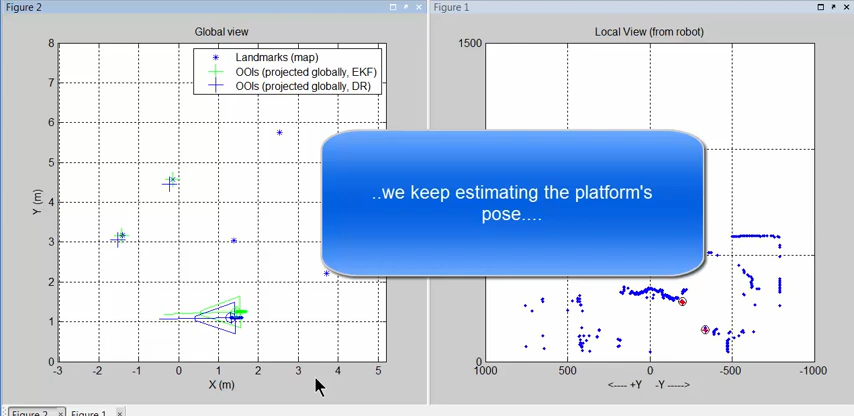 Figure 2
Figure 1
Global view
Landmarks (map)
OOIs (projected globally, EKF)
OOIs (projected globally, DR)
8
7
6
5
4
3
2
1
0
Y (m)
-3
-2
-1
0
1
2
3
4
5
X (m)
Local View (from robot)
1500
0
1000
500
0
-500
-1000
<---- +Y -Y ----->
..we keep estimating the platform's
pose....
Figure 2
Figure 1